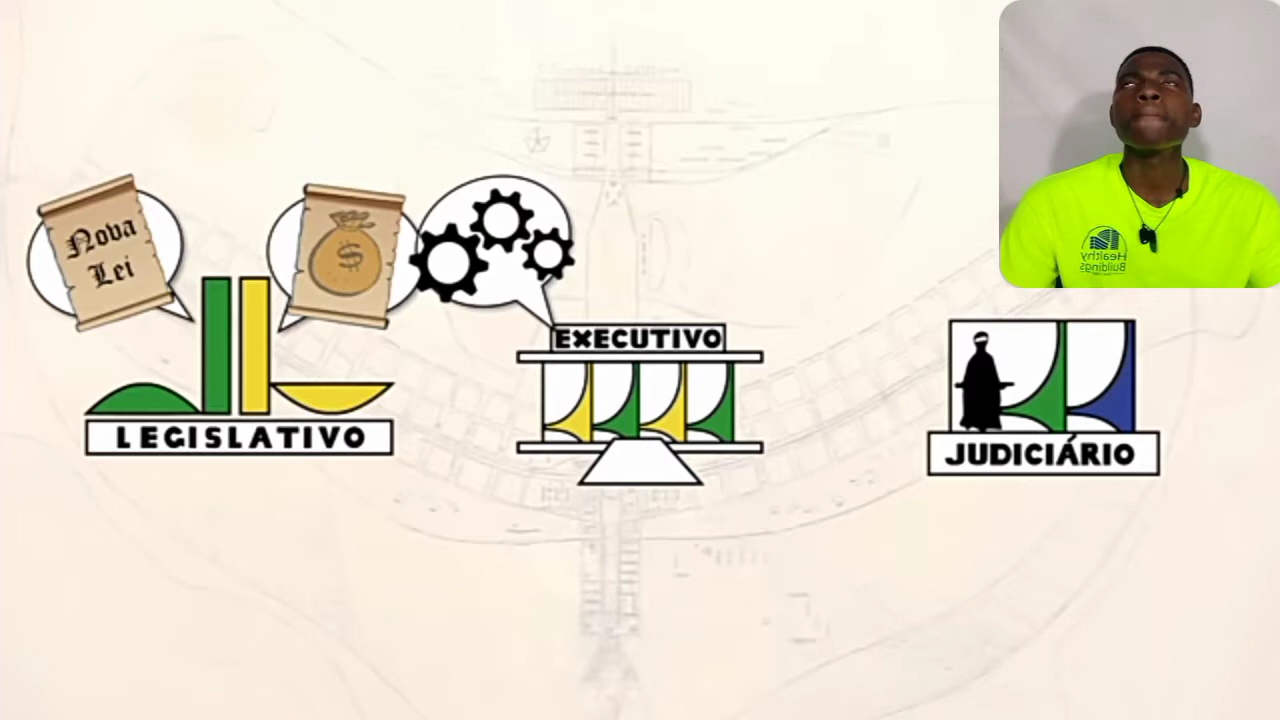 Nova
Lei
$
EXECUTIVO
LEGISLATIVO
JUDICIÁRIO
Healthy
Buildings